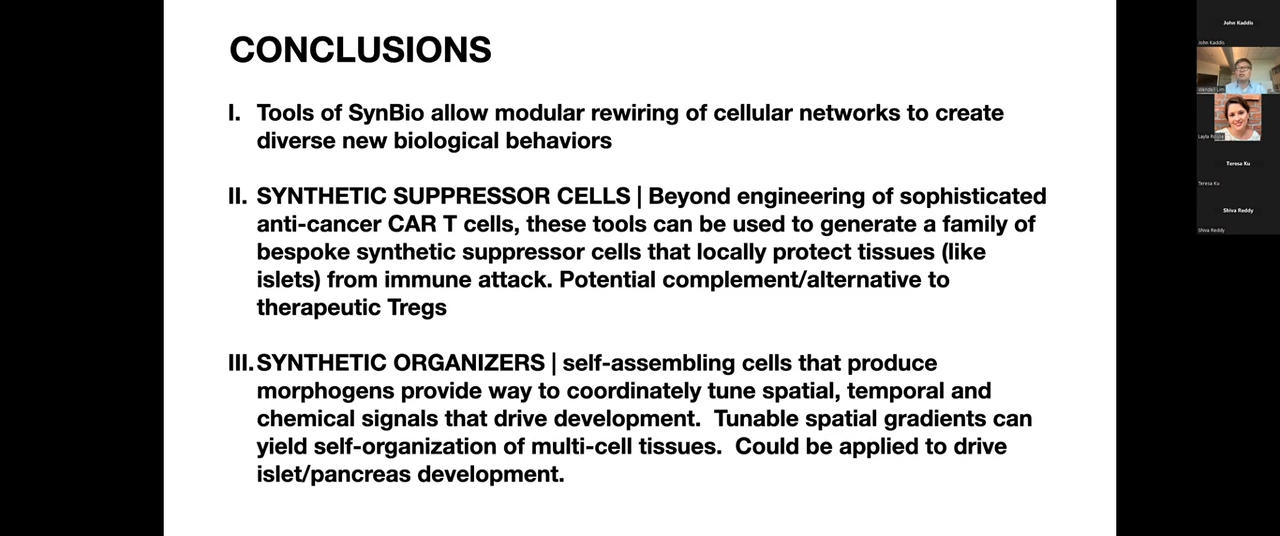 CONCLUSIONS
I. Tools of SynBio allow modular rewiring of cellular networks to create
diverse new biological behaviors
II. SYNTHETIC SUPPRESSOR CELLS | Beyond engineering of sophisticated
anti-cancer CAR T cells, these tools can be used to generate a family of
bespoke synthetic suppressor cells that locally protect tissues (like
islets) from immune attack. Potential complement/alternative to
therapeutic Tregs
III. SYNTHETIC ORGANIZERS | self-assembling cells that produce
morphogens provide way to coordinately tune spatial, temporal and
chemical signals that drive development.  Tunable spatial gradients can
yield self-organization of multi-cell tissues.  Could be applied to drive
islet/pancreas development.
John Kaddis
John Kaddis
Wendell Lim
Layla
Teresa Ku
Teresa Ku
Shiva Reddy
Shiva Reddy